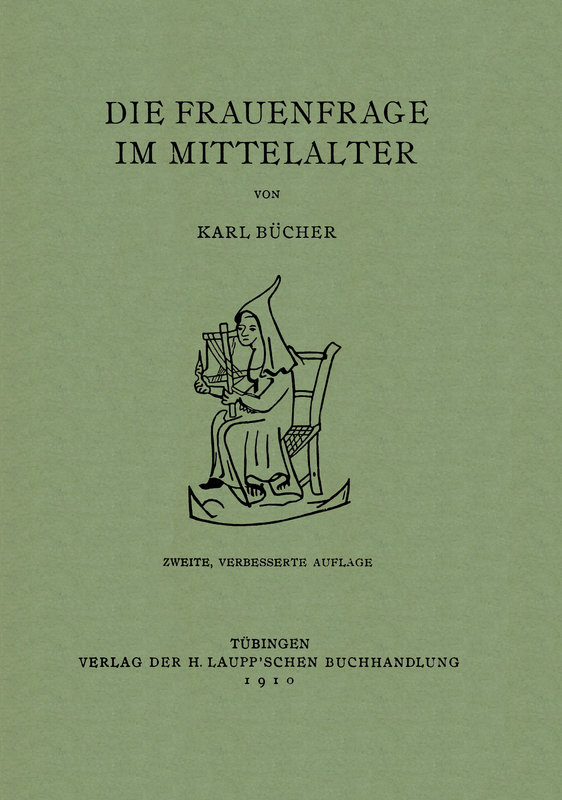 DIE FRAUENFRAGE
IM MITTELALTER
VON
KARL BÜCHER
ZWEITE, VERBESSERTE AUFLAGE
TÜBINGEN
VERLAG DER H. LAUPP'SCHEN BUCHHANDLUNG
1910